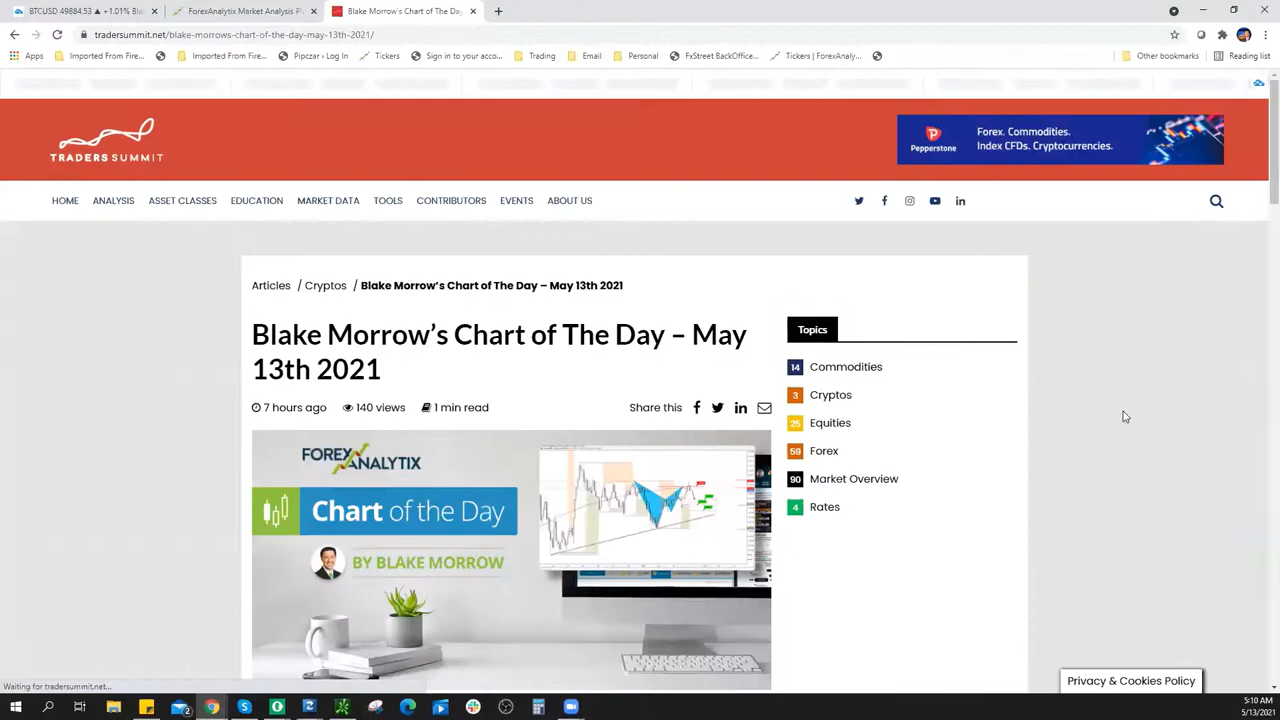 BTCUSD 49884.53 ▲ +1.01% Bla
ForexAnalytix Market Analysis Pl
Blake Morrow's Chart of The Day
tradersummit.net/blake-morrows-chart-of-the-day-may-13th-2021/
Apps Imported From Fire... Imported From Fire... Pipczar | Log In Tickers Sign in to your acco... Trading Email Personal FxStreet BackOffice... Tickers | ForexAnaly... Other bookmarks Reading list
TRADERS SUMMIT
Pepperstone
Forex. Commodities.
Index CFDs. Cryptocurrencies.
HOME ANALYSIS ASSET CLASSES EDUCATION MARKET DATA TOOLS CONTRIBUTORS EVENTS ABOUT US
Articles / Cryptos / Blake Morrow's Chart of The Day – May 13th 2021
Blake Morrow's Chart of The Day – May
13th 2021
7 hours ago 140 views 1 min read Share this
FOREX
ANALYTIX
Chart of the Day
BY BLAKE MORROW
Topics
14 Commodities
3 Cryptos
25 Equities
59 Forex
90 Market Overview
4 Rates
Privacy & Cookies Policy
Waiting for tradersummit.net...
2
5:10 AM
5/13/2021